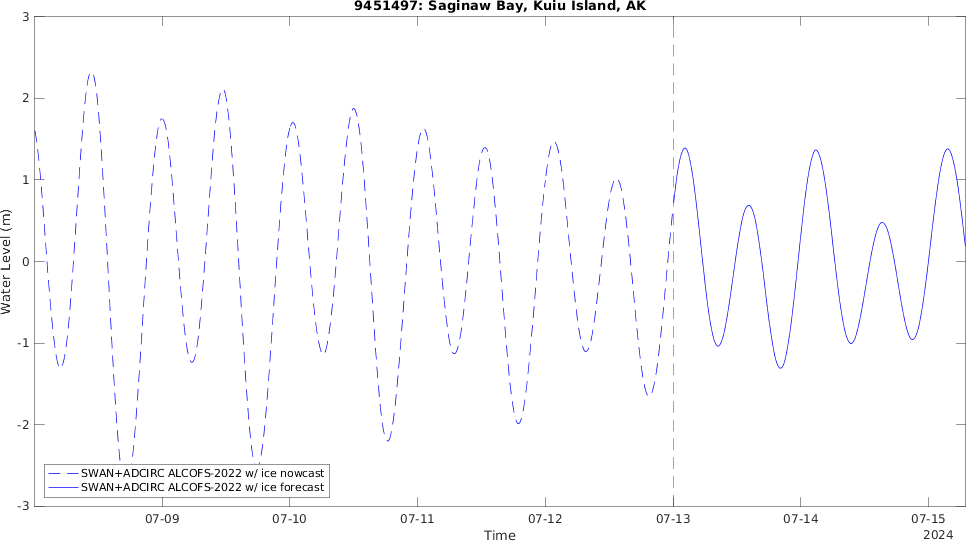 9451497: Saginaw Bay, Kuiu Island, AK
3
2
1
0
-1
-2
-3
Water Level (m)
SWAN+ADCIRC ALCOFS-2022 w/ ice nowcast
SWAN+ADCIRC ALCOFS-2022 w/ ice forecast
07-09 07-10 07-11 07-12 07-13 07-14 07-15
Time
2024